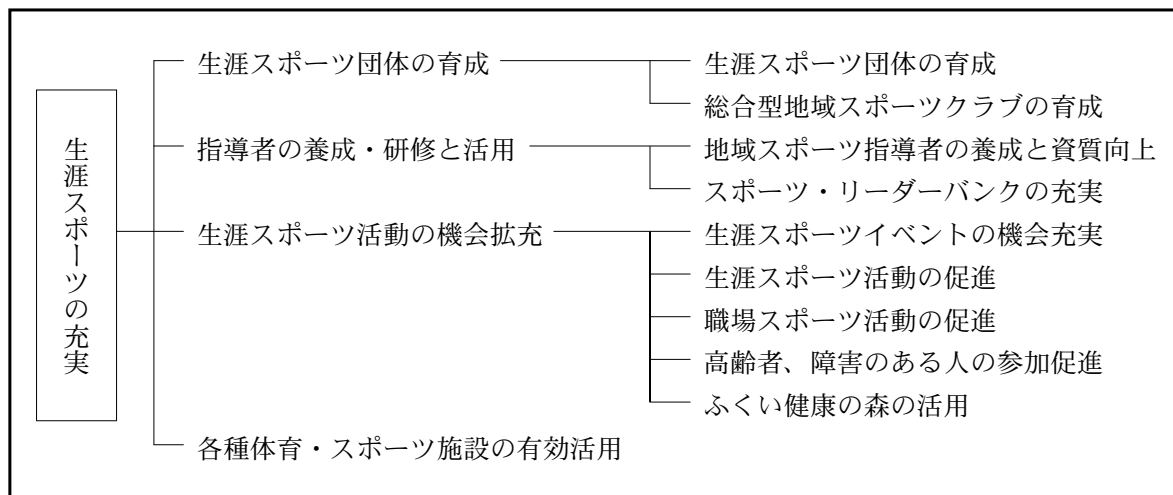 生涯スポーツの充実
生涯スポーツ団体の育成
生涯スポーツ団体の育成
総合型地域スポーツクラブの育成
指導者の養成・研修と活用
地域スポーツ指導者の養成と資質向上
スポーツ・リーダーバンクの充実
生涯スポーツ活動の機会拡充
生涯スポーツイベントの機会充実
生涯スポーツ活動の促進
職場スポーツ活動の促進
高齢者、障害のある人の参加促進
ふくい健康の森の活用
各種体育・スポーツ施設の有効活用